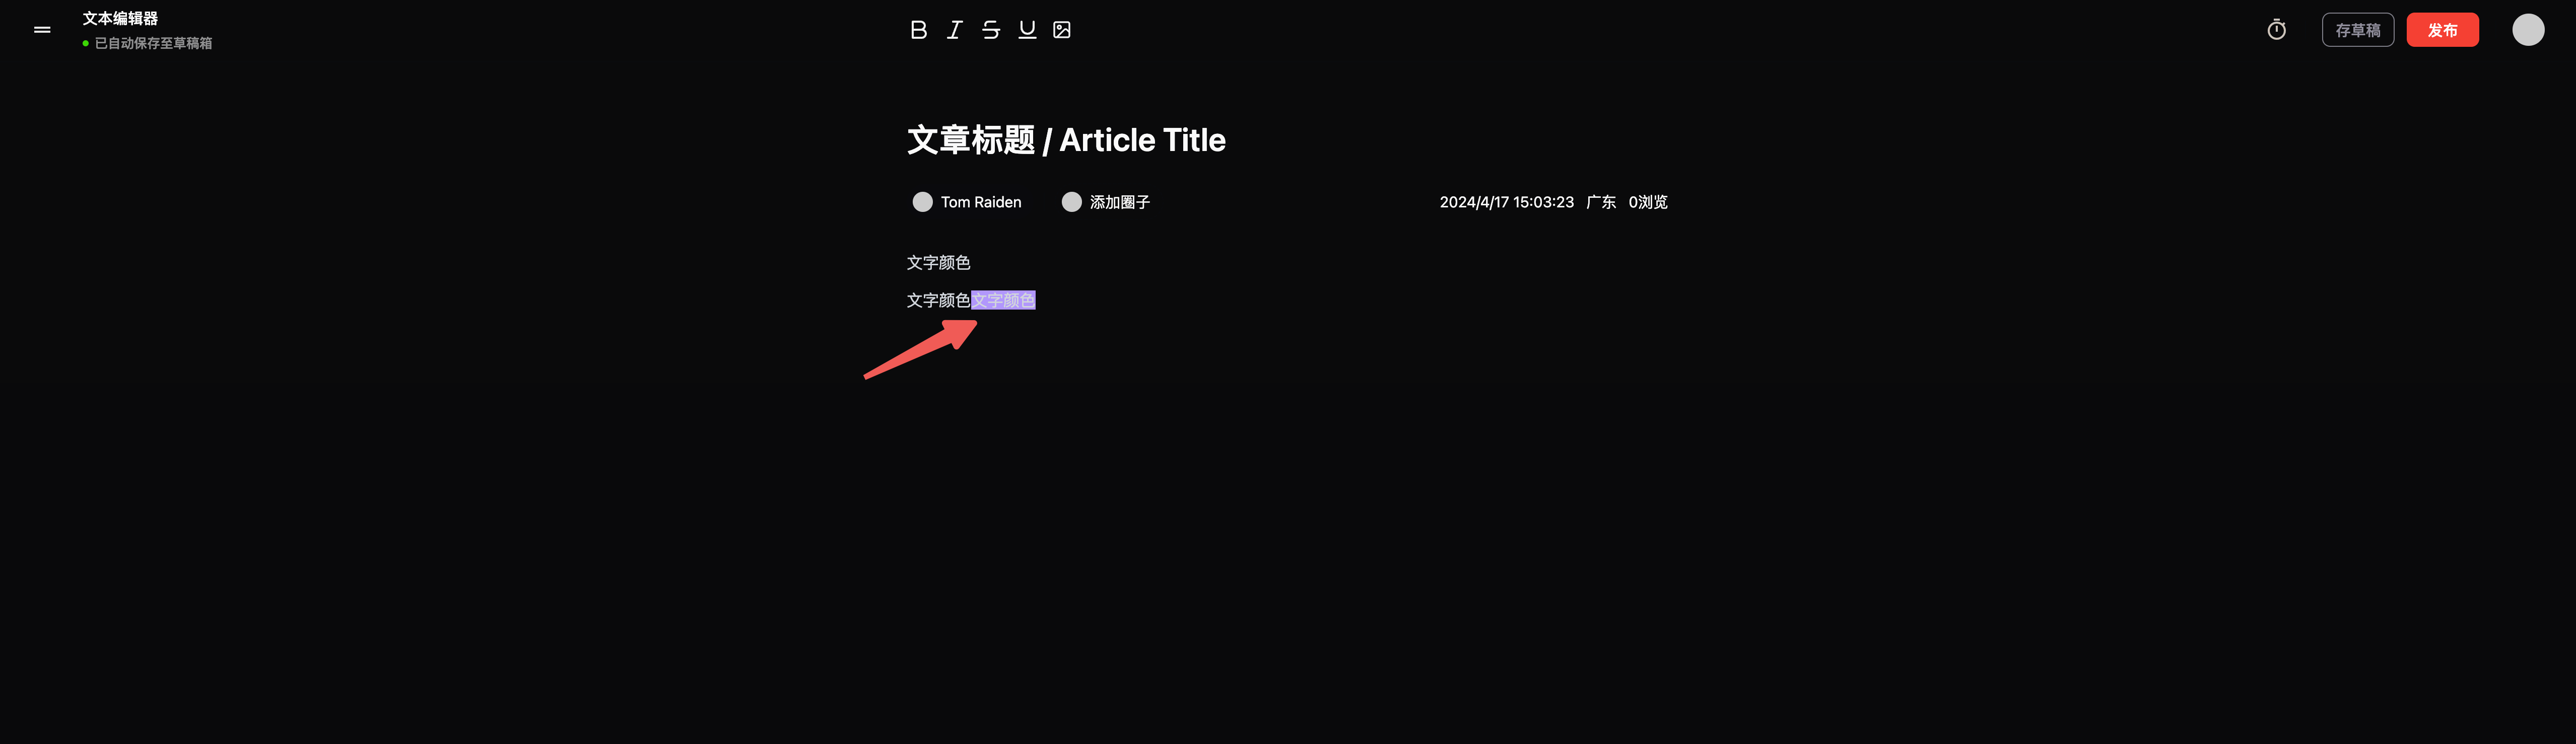 文本编辑器
已自动保存至草稿箱
存草稿
发布
文章标题 / Article Title
Tom Raiden 添加圈子 2024/4/17 15:03:23 广东 0浏览
文字颜色
文字颜色文字颜色